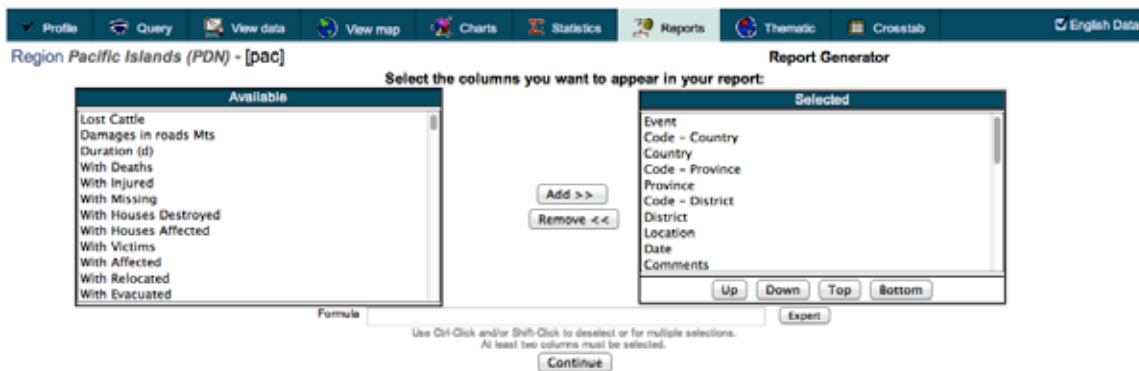 Profile Query View data View map Charts Statistics Reports Thematic Crosstab English Data
Region Pacific Islands (PDN) - [pac] Report Generator
Select the columns you want to appear in your report:
Available
Lost Cattle
Damages in roads Mts
Duration (d)
With Deaths
With Injured
With Missing
With Houses Destroyed
With Houses Affected
With Victims
With Affected
With Relocated
With Evacuated
Add >>
Remove <<
Selected
Event
Code - Country
Country
Code - Province
Province
Code - District
District
Location
Date
Comments
Up Down Top Bottom
Formula Expert
Use Ctrl-Click and/or Shift-Click to deselect or for multiple selections.
At least two columns must be selected.
Continue